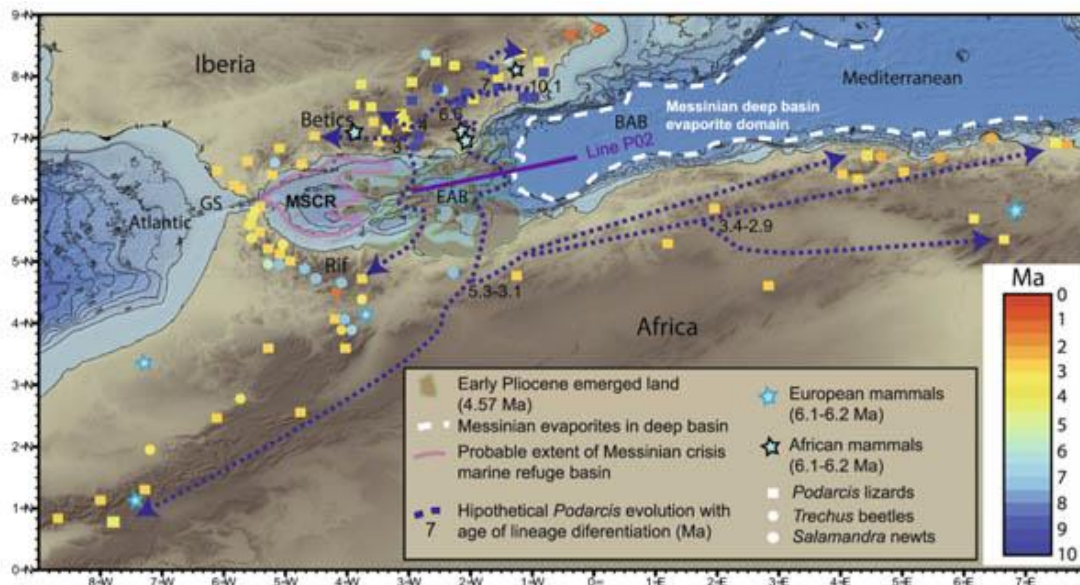 9-N
8-N
7-N
6-N
5-N
4-N
3-N
2-N
1-N
0-N
Iberia
Mediterranean
Betics
7
10.1
6.6
3
Messinian deep basin
evaporite domain
BAB
Line P02
GS
MSCR
EAB
Atlantic
Rif
3.4-2.9
5.3-3.1
Africa
Early Pliocene emerged land
(4.57 Ma)
Messinian evaporites in deep basin
Probable extent of Messinian crisis
marine refuge basin
7
Hipothetical Podarcis evolution with
age of lineage diferentiation (Ma)
European mammals
(6.1-6.2 Ma)
African mammals
(6.1-6.2 Ma)
Podarcis lizards
Trechus beetles
Salamandra newts
Ma
0
1
2
3
4
5
6
7
8
9
10
8-W
7-W
6-W
5-W
4-W
3-W
2-W
1-W
0-
1-E
2-E
3-E
4-E
5-E
6-E
7-E